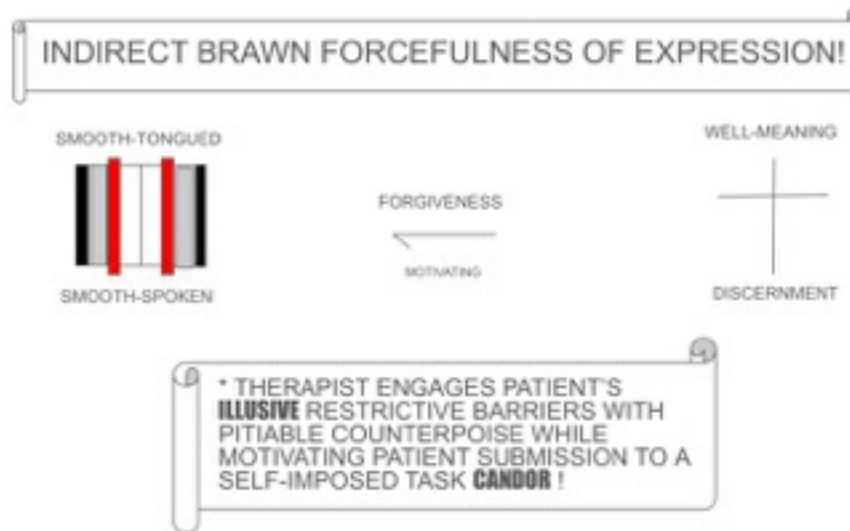 INDIRECT BRAWN FORCEFULNESS OF EXPRESSION!
SMOOTH-TONGUED
WELL-MEANING
FORGIVENESS
MOTIVATING
SMOOTH-SPOKEN
DISCERNMENT
* THERAPIST ENGAGES PATIENT'S
ILLUSIVE RESTRICTIVE BARRIERS WITH
PITIABLE COUNTERPOISE WHILE
MOTIVATING PATIENT SUBMISSION TO A
SELF-IMPOSED TASK CANDOR !